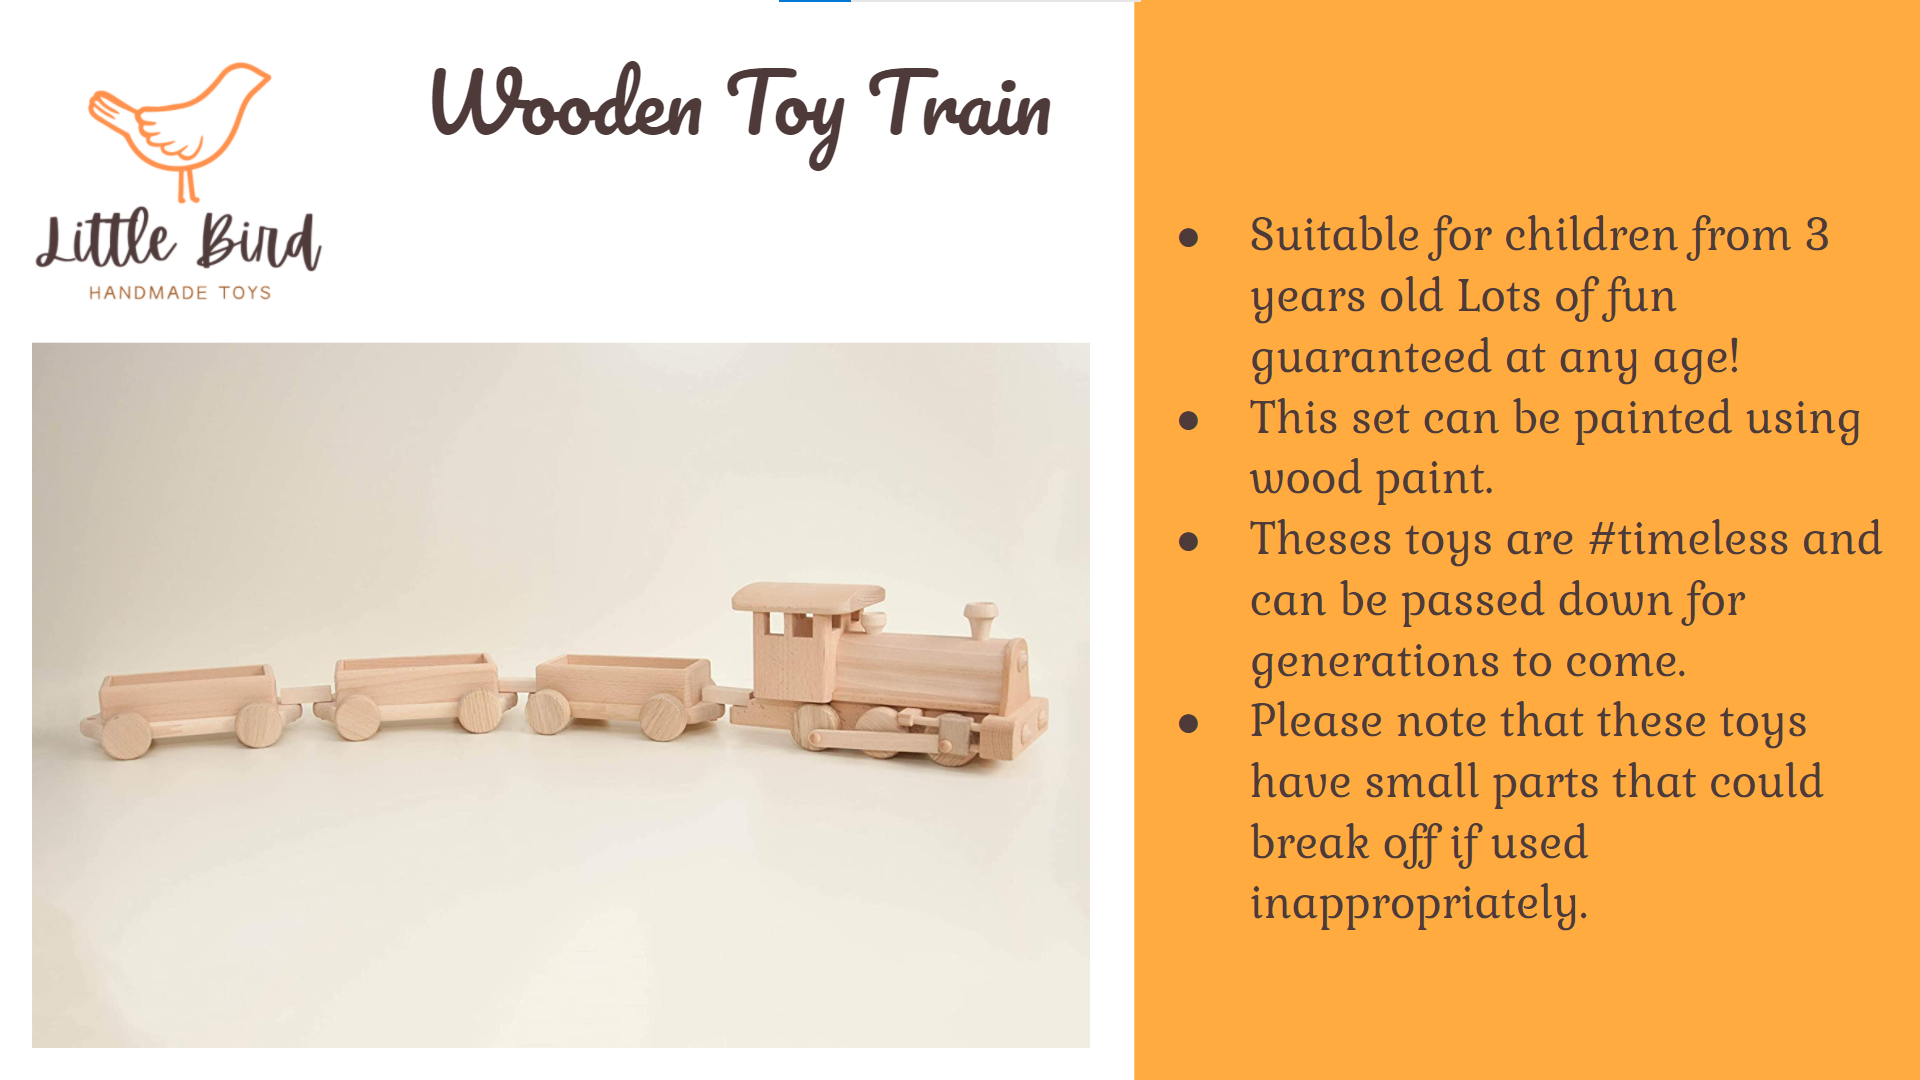 Wooden Toy Train
Little Bird
HANDMADE TOYS
● Suitable for children from 3
years old Lots of fun
guaranteed at any age!
● This set can be painted using
wood paint.
● Theses toys are #timeless and
can be passed down for
generations to come.
● Please note that these toys
have small parts that could
break off if used
inappropriately.